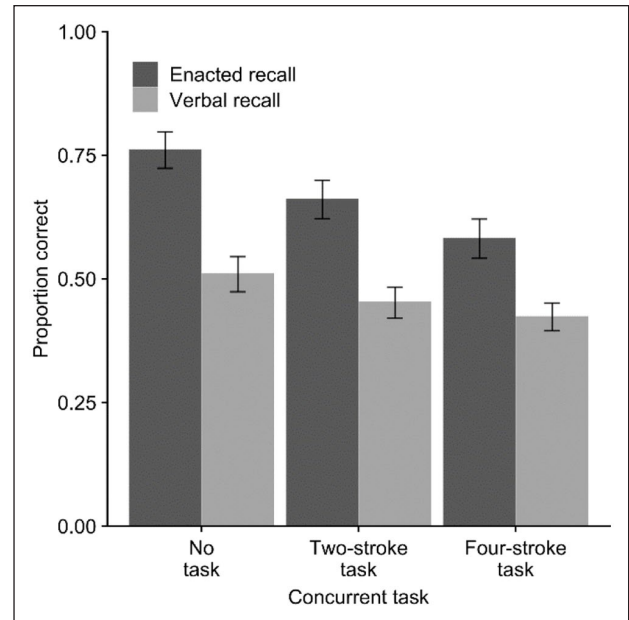 1.00
Enacted recall
Verbal recall
0.75
0.50
0.25
0.00
Proportion correct
No
task
Two-stroke
task
Four-stroke
task
Concurrent task